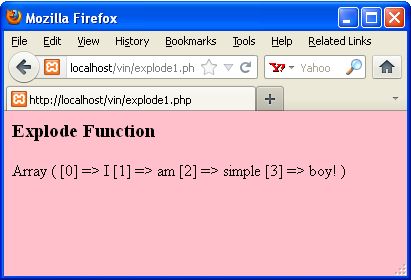 Mozilla Firefox
File Edit View History Bookmarks Tools Help Related Links
localhost/vin/explode1.ph Yahoo
http://localhost/vin/explode1.php
Explode Function
Array ( [0] => I [1] => am [2] => simple [3] => boy! )